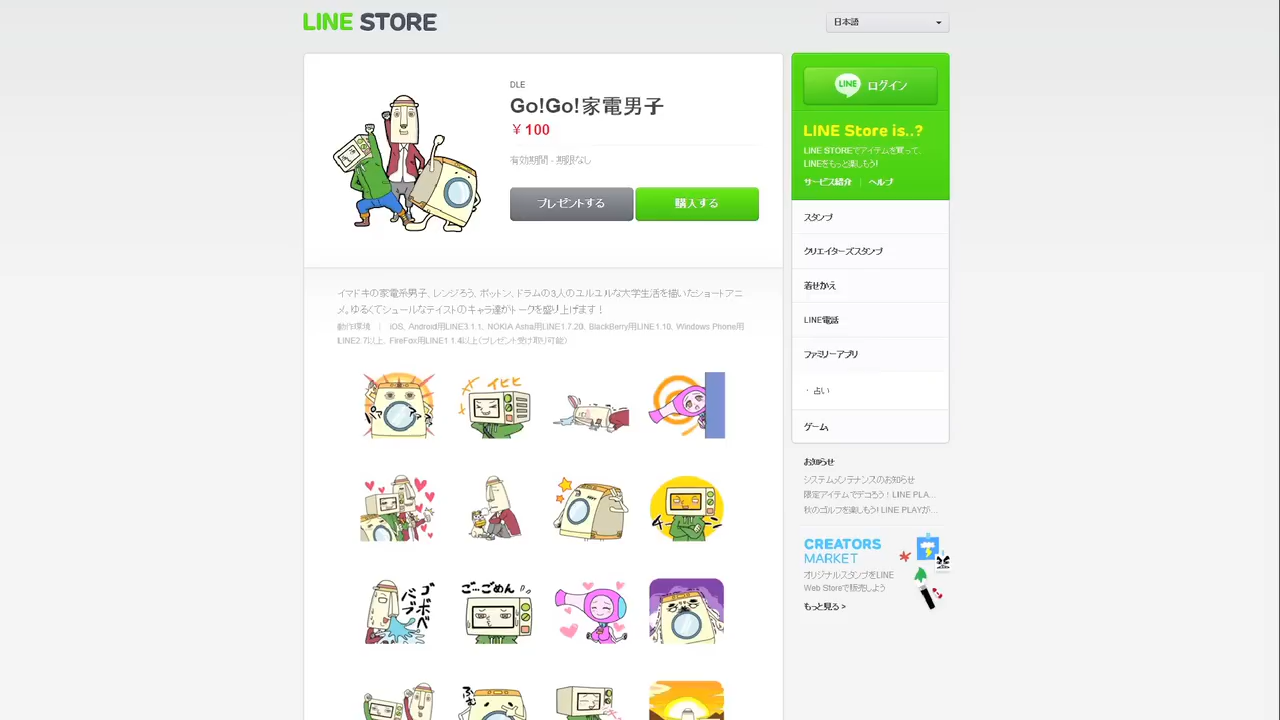 LINE STORE
日本語
DLE
Go!Go!家電男子
￥100
有効期間 - 期限なし
プレゼントする
購入する
イマドキの家電系男子、レンジろう、ポットン、ドラムの3人のユルユルな大学生活を描いたショートアニ
メ。ゆるくてシュールなテイストのキャラ達がトークを盛り上げます！
動作環境 | iOS、Android用LINE3.1.1、NOKIA Asha用LINE1.7.20、BlackBerry用LINE1.10、Windows Phone用
LINE2.7以上、FireFox用LINE1.1.4以上（プレゼント受け取り可能）
パァァァ
イヒヒ
ゴボボ
バブベ
ご…ごめん
ふむ
LINE
ログイン
LINE Store is..?
LINE STOREでアイテムを買って、
LINEをもっと楽しもう!
サービス紹介 | ヘルプ
スタンプ
クリエイターズスタンプ
着せかえ
LINE電話
ファミリーアプリ
・ 占い
ゲーム
お知らせ
システムメンテナンスのお知らせ
限定アイテムでデコろう！LINE PLA...
秋のゴルフを楽しもう! LINE PLAYが...
CREATORS
MARKET
オリジナルスタンプをLINE
Web Storeで販売しよう
もっと見る >